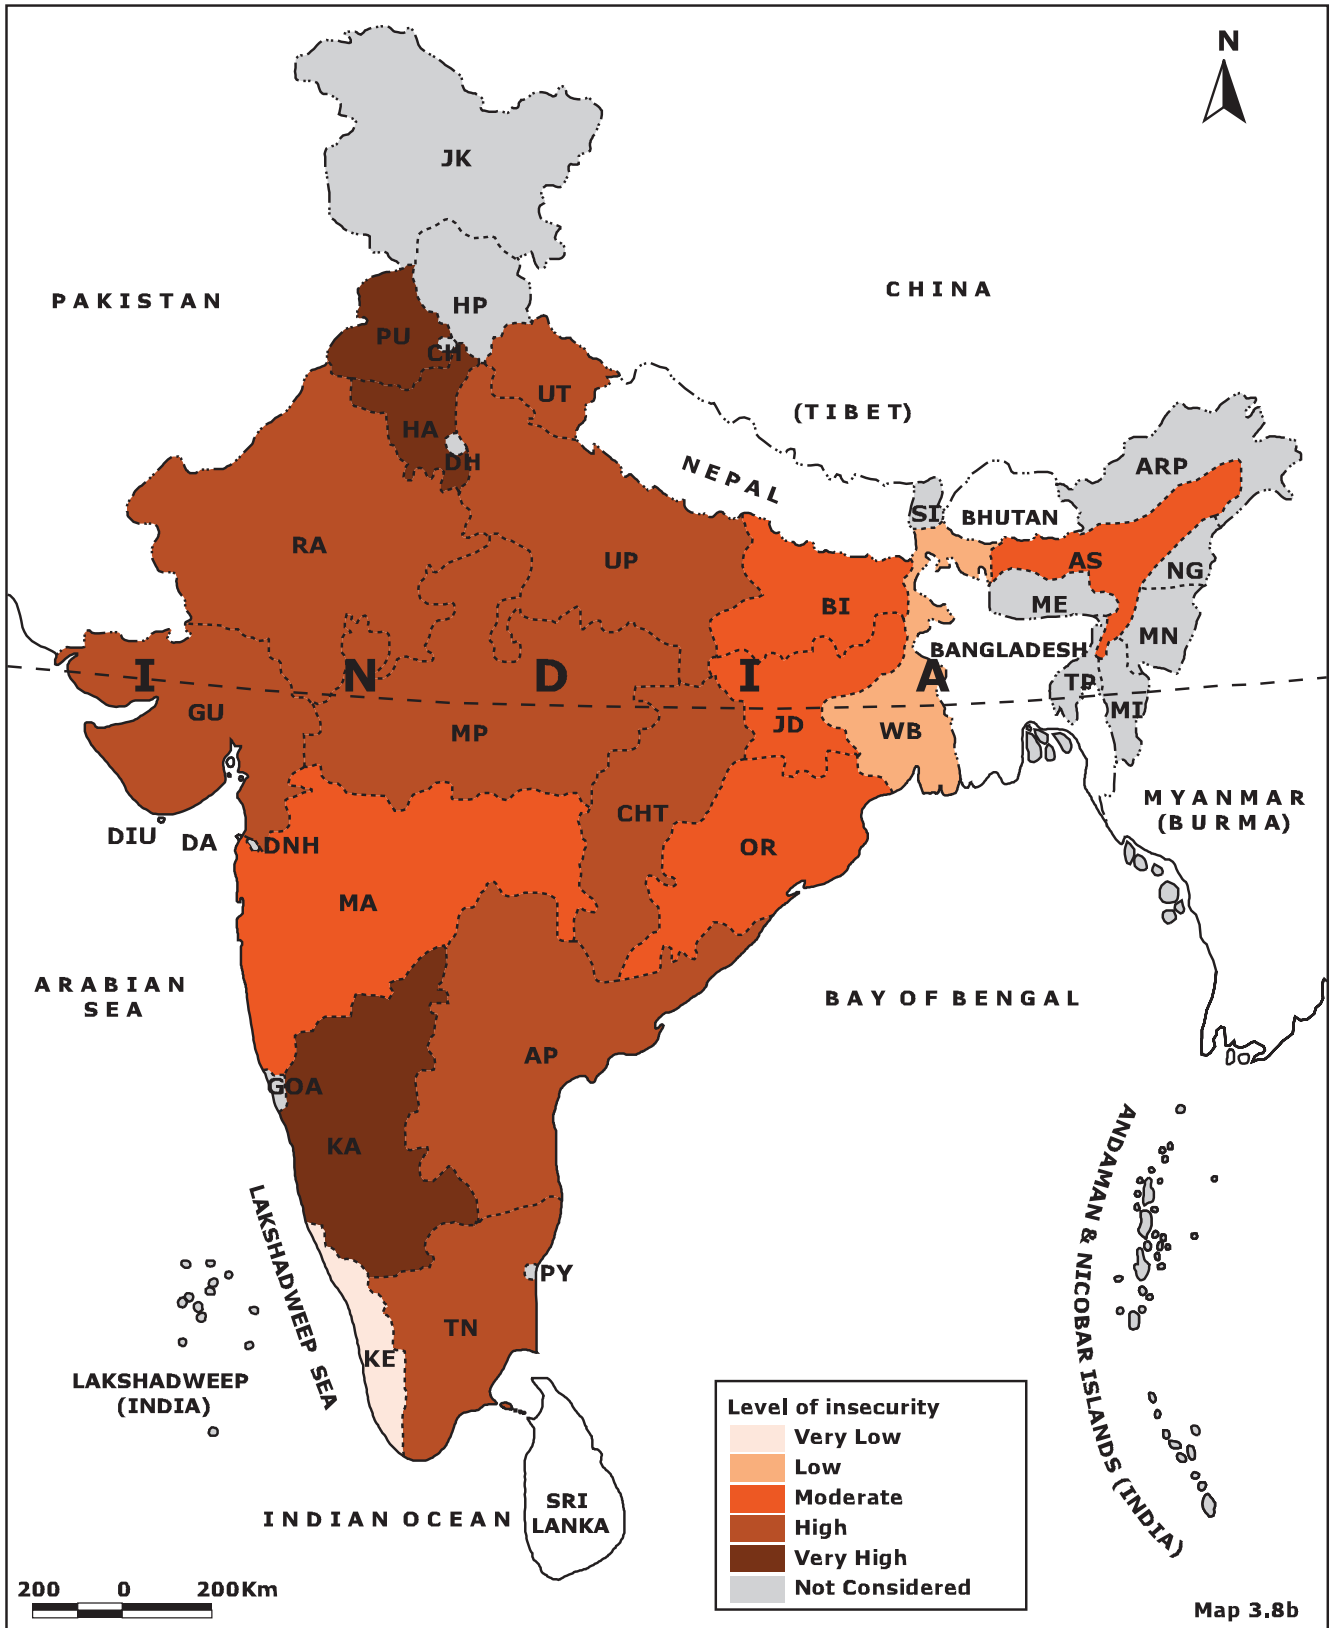 N
JK
PAKISTAN
CHINA
HP
PU
CH
UT
(TIBET)
HA
DH
NEPAL
ARP
SI
BHUTAN
RA
UP
AS
NG
BI
ME
MN
BANGLADESH
I N D I A
TP
GU
MP
JD
WB
MI
MYANMAR
(BURMA)
CHT
DIU
DA
DNH
OR
MA
ARABIAN
SEA
BAY OF BENGAL
AP
GOA
KA
ANDAMAN & NICOBAR ISLANDS (INDIA)
LAKSHADWEEP SEA
PY
TN
KE
LAKSHADWEEP
(INDIA)
Level of insecurity
Very Low
Low
Moderate
High
Very High
Not Considered
SRI
LANKA
INDIAN OCEAN
200 0 200Km
Map 3.8b